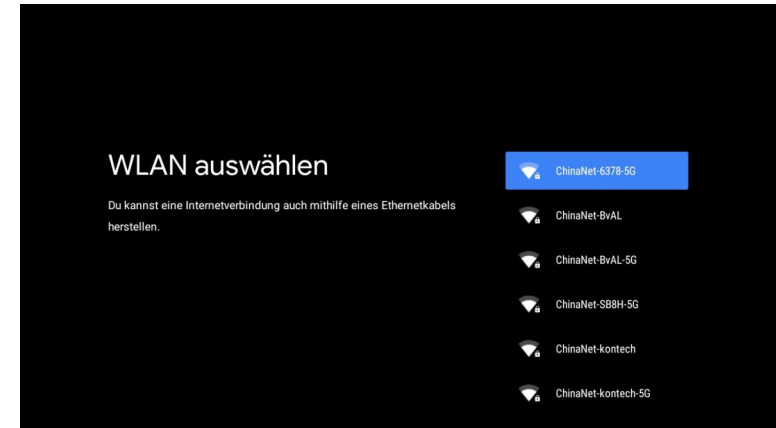 WLAN auswählen
Du kannst eine Internetverbindung auch mithilfe eines Ethernetkabels
herstellen.
ChinaNet-6378-5G
ChinaNet-BvAL
ChinaNet-BvAL-5G
ChinaNet-SB8H-5G
ChinaNet-kontech
ChinaNet-kontech-5G